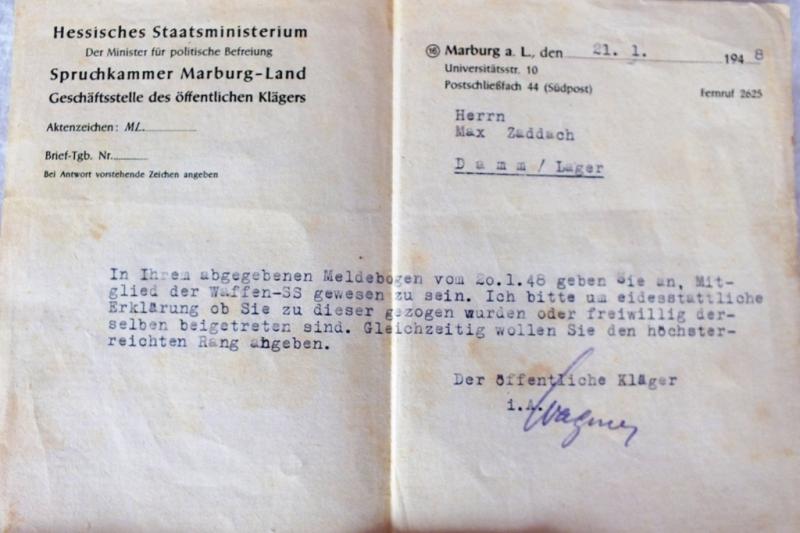 Hessisches Staatsministerium
Der Minister für politische Befreiung
Spruchkammer Marburg-Land
Geschäftsstelle des öffentlichen Klägers
Aktenzeichen: ML.
Brief-Tgb. Nr.
Bei Antwort vorstehende Zeichen angeben
16 Marburg a. L., den 21. 1. 1948
Universitätsstr. 10
Postschließfach 44 (Südpost)
Fernruf 2625
Herrn
Max Zaddach
Damm/Lager
In Ihrem abgegebenen Meldebogen vom 20.1.48 geben Sie an, Mit-
glied der Waffen-SS gewesen zu sein. Ich bitte um eidesstattliche
Erklärung ob Sie zu dieser gezogen wurden oder freiwillig der-
selben beigetreten sind. Gleichzeitig wollen Sie den höchster-
reichten Rang angeben.
Der öffentliche Kläger
i.A. Wagner